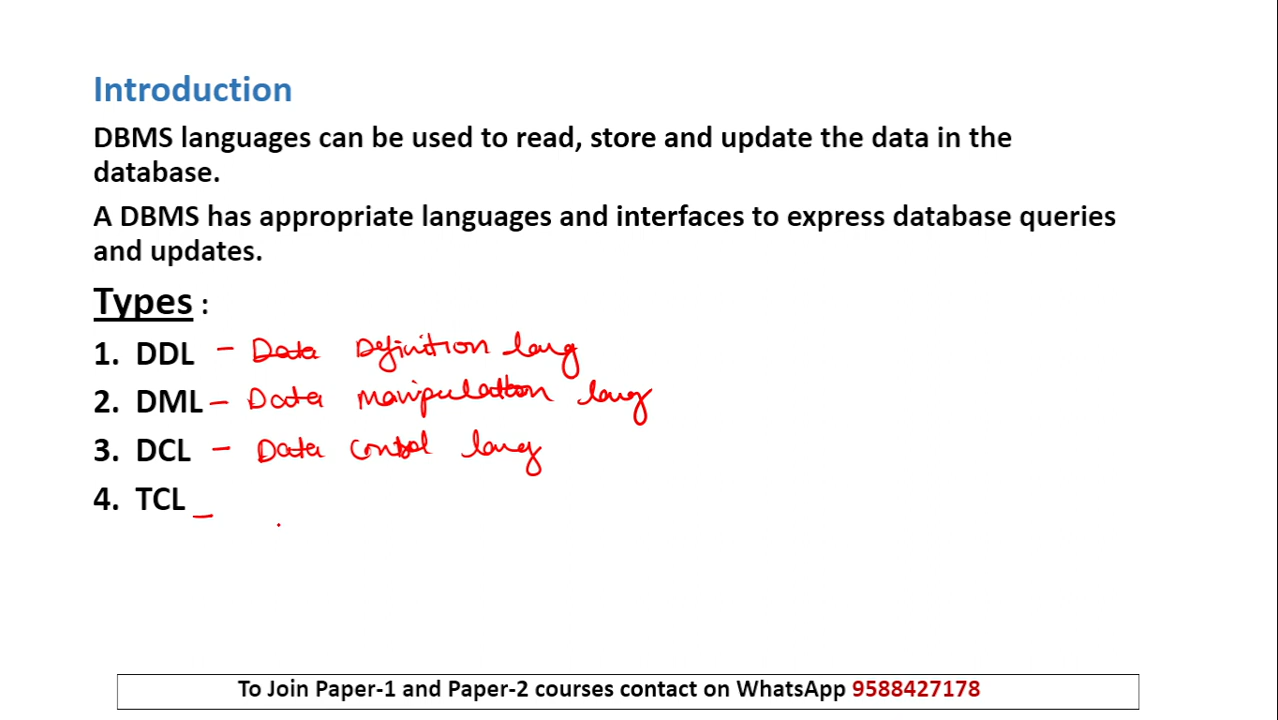 Introduction
DBMS languages can be used to read, store and update the data in the
database.
A DBMS has appropriate languages and interfaces to express database queries
and updates.
Types :
1. DDL – Data Definition lang
2. DML – Data manipulation lang
3. DCL – Data control lang
4. TCL –
To Join Paper-1 and Paper-2 courses contact on WhatsApp 9588427178